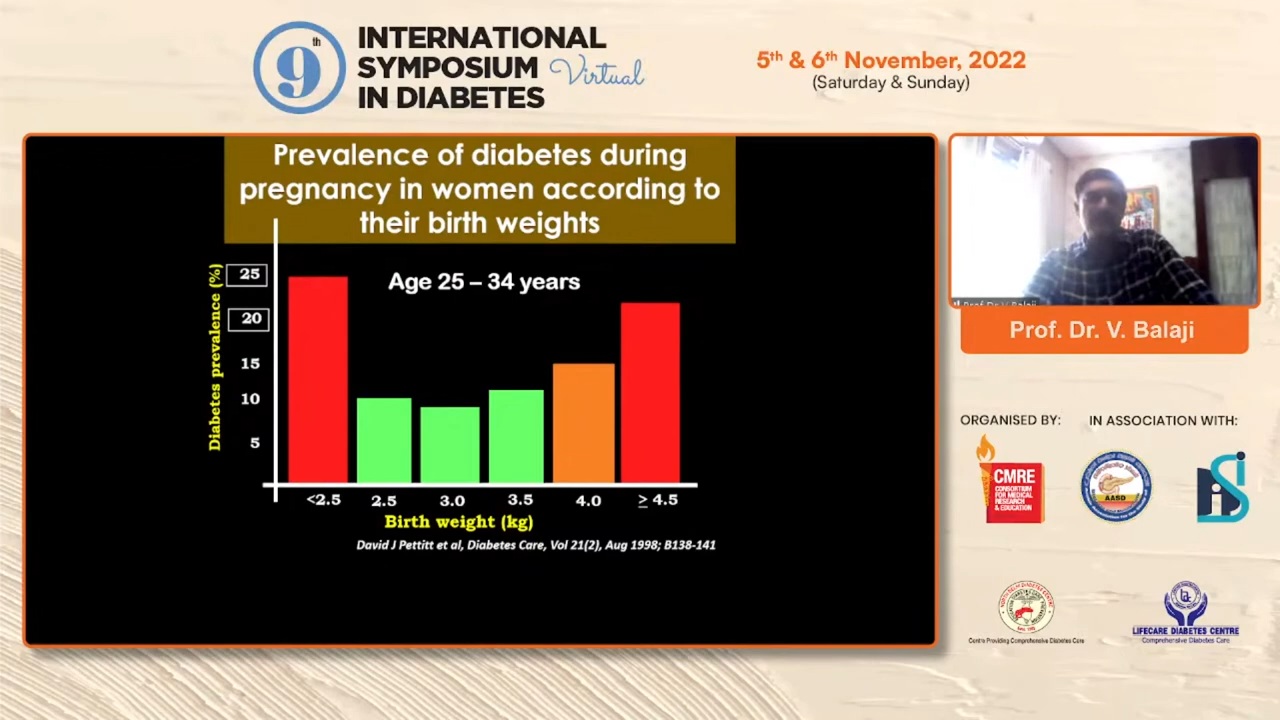 9th
INTERNATIONAL
SYMPOSIUM Virtual
IN DIABETES
5th & 6th November, 2022
(Saturday & Sunday)
Prevalence of diabetes during
pregnancy in women according to
their birth weights
Age 25 – 34 years
Diabetes prevalence (%)
25
20
15
10
5
<2.5 2.5 3.0 3.5 4.0 ≥ 4.5
Birth weight (kg)
David J Pettitt et al, Diabetes Care, Vol 21(2), Aug 1998; B138-141
Prof. Dr. V. Balaji
Prof. Dr. V. Balaji
ORGANISED BY: IN ASSOCIATION WITH:
CMRE
CONSORTIUM
FOR MEDICAL
RESEARCH
& EDUCATION
AASD
Centre Providing Comprehensive Diabetes Care
LIFECARE DIABETES CENTRE
Comprehensive Diabetes Care